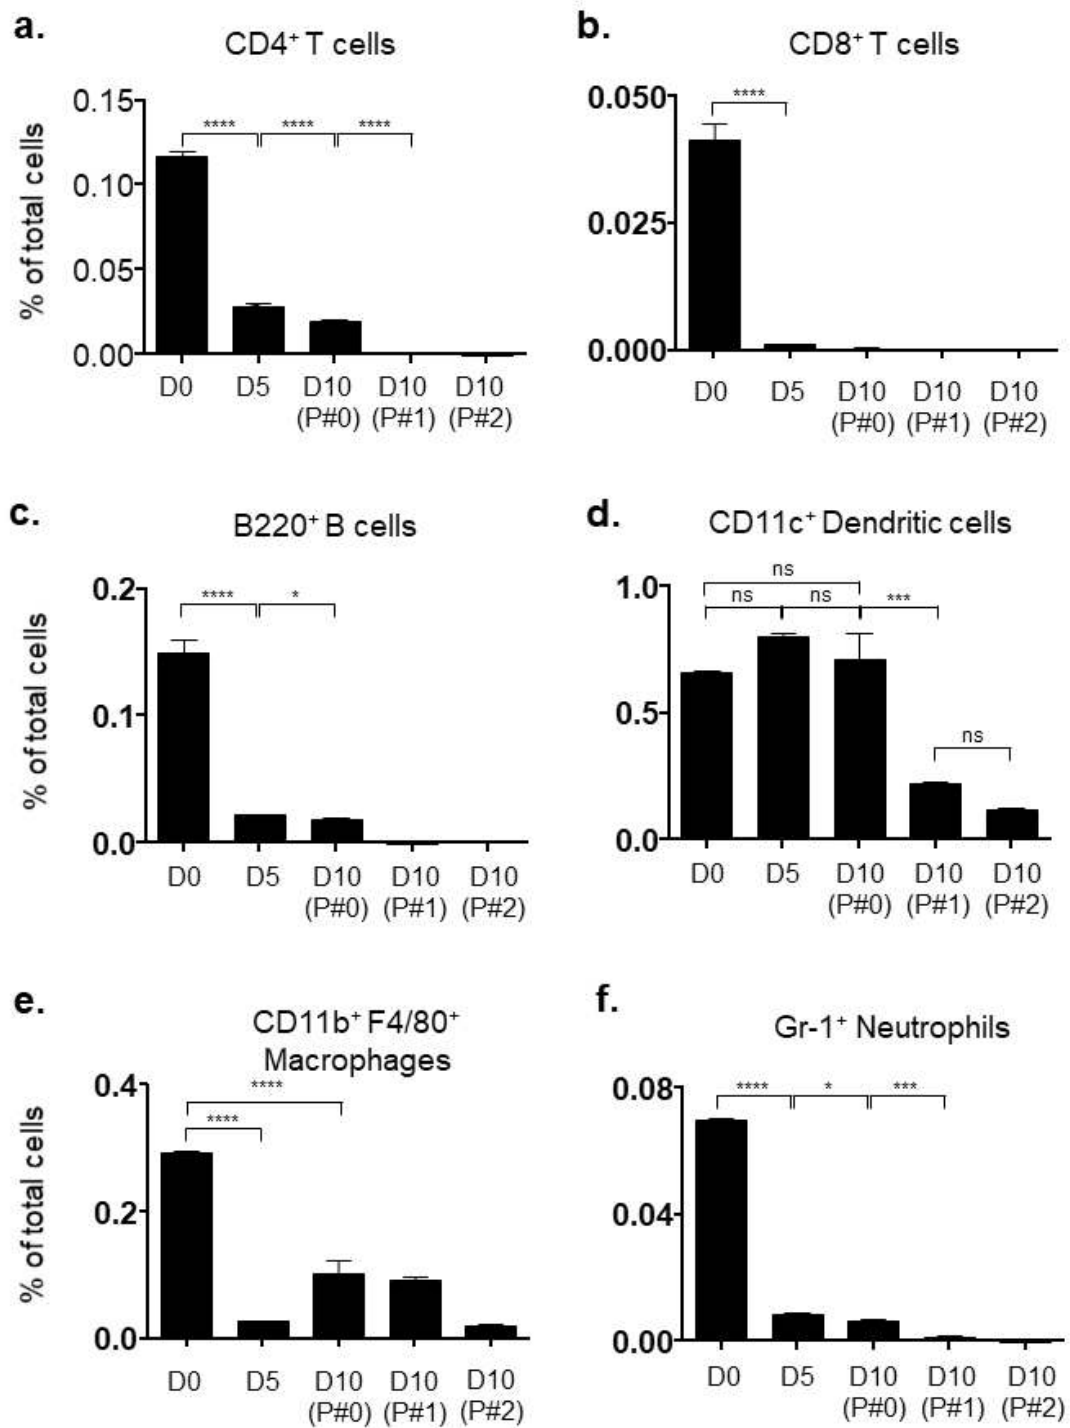 a.
CD4⁺ T cells
% of total cells
0.15
0.10
0.05
0.00
**** **** ****
D0 D5 D10 D10 D10
(P#0) (P#1) (P#2)
b.
CD8⁺ T cells
0.050
0.025
0.000
****
D0 D5 D10 D10 D10
(P#0) (P#1) (P#2)
c.
B220⁺ B cells
% of total cells
0.2
0.1
0.0
**** *
D0 D5 D10 D10 D10
(P#0) (P#1) (P#2)
d.
CD11c⁺ Dendritic cells
1.0
0.5
0.0
ns
ns ns ***
ns
D0 D5 D10 D10 D10
(P#0) (P#1) (P#2)
e.
CD11b⁺ F4/80⁺
Macrophages
% of total cells
0.4
0.2
0.0
****
****
D0 D5 D10 D10 D10
(P#0) (P#1) (P#2)
f.
Gr-1⁺ Neutrophils
0.08
0.04
0.00
**** * ***
D0 D5 D10 D10 D10
(P#0) (P#1) (P#2)